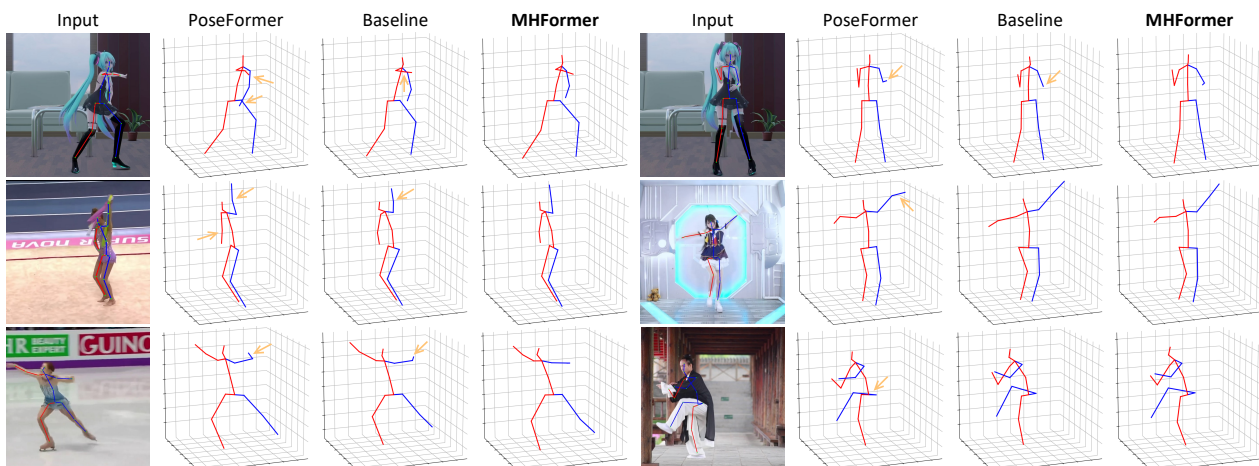 Input PoseFormer Baseline MHFormer Input PoseFormer Baseline MHFormer
SUPER NOVA
HR BEAUTY EXPERT GUINO